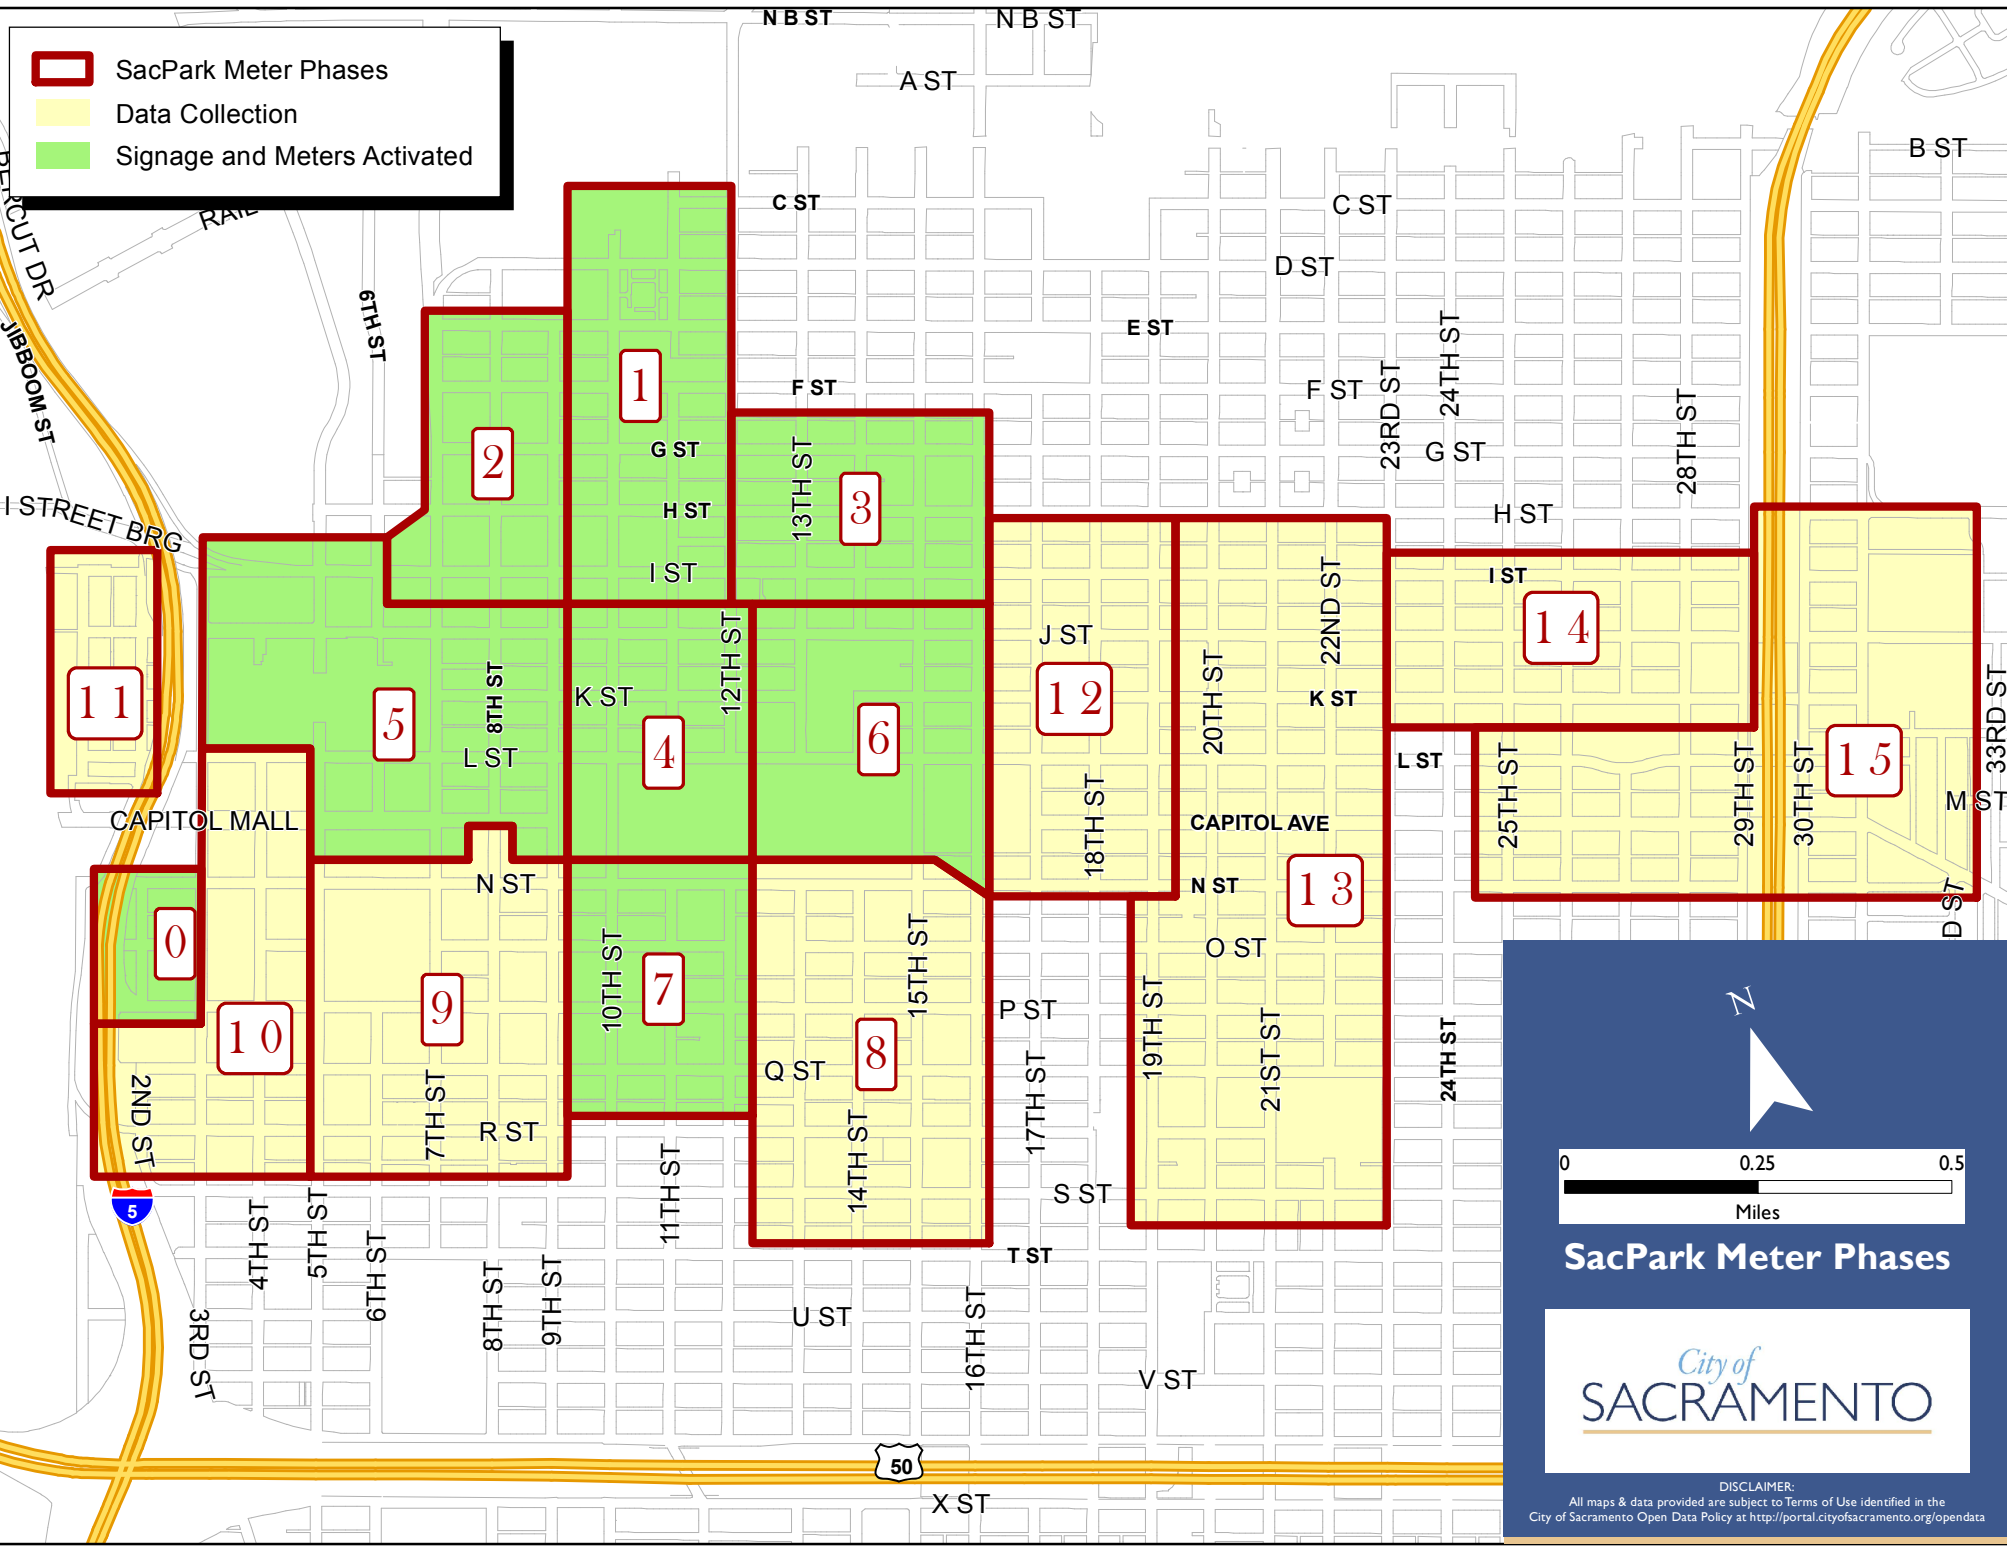 N B ST
N B ST
SacPark Meter Phases
Data Collection
Signage and Meters Activated
A ST
B ST
C ST
C ST
D ST
RAIL
BERCUT DR
6TH ST
JIBBOOM ST
E ST
F ST
F ST
23RD ST
24TH ST
28TH ST
1
2
3
G ST
G ST
13TH ST
H ST
H ST
I STREET BRG
I ST
I ST
22ND ST
14
J ST
12TH ST
8TH ST
K ST
K ST
11
5
4
6
12
20TH ST
33RD ST
L ST
L ST
15
25TH ST
29TH ST
30TH ST
M ST
CAPITOL MALL
18TH ST
CAPITOL AVE
N ST
N ST
13
D ST
0
10TH ST
15TH ST
O ST
9
7
10
8
P ST
19TH ST
21ST ST
24TH ST
Q ST
17TH ST
2ND ST
7TH ST
R ST
14TH ST
11TH ST
S ST
5
4TH ST
5TH ST
6TH ST
8TH ST
9TH ST
T ST
3RD ST
U ST
16TH ST
V ST
50
X ST
N
0 0.25 0.5
Miles
SacPark Meter Phases
City of
SACRAMENTO
DISCLAIMER:
All maps & data provided are subject to Terms of Use identified in the
City of Sacramento Open Data Policy at http://portal.cityofsacramento.org/opendata